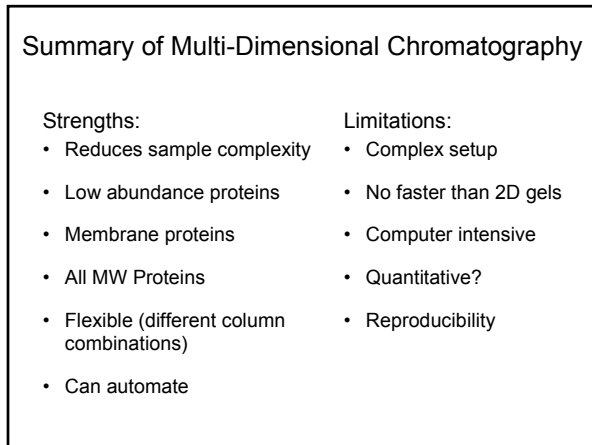 Summary of Multi-Dimensional Chromatography
Strengths:
• Reduces sample complexity
• Low abundance proteins
• Membrane proteins
• All MW Proteins
• Flexible (different column
combinations)
• Can automate
Limitations:
• Complex setup
• No faster than 2D gels
• Computer intensive
• Quantitative?
• Reproducibility